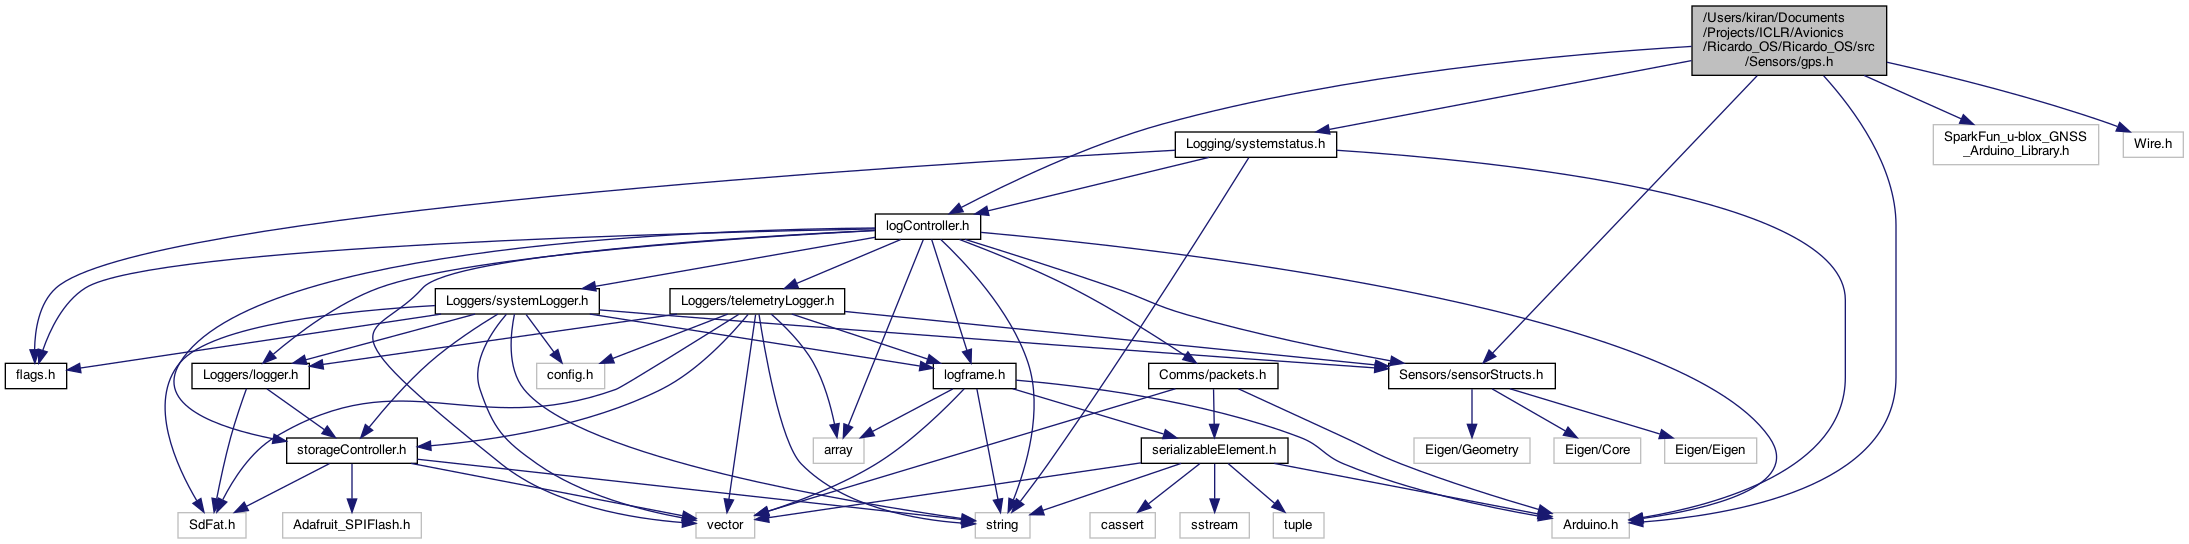 /Users/kiran/Documents
/Projects/ICLR/Avionics
/Ricardo_OS/Ricardo_OS/src
/Sensors/gps.h
Logging/systemstatus.h
SparkFun_u-blox_GNSS
_Arduino_Library.h
Wire.h
logController.h
Loggers/systemLogger.h
Loggers/telemetryLogger.h
flags.h
Loggers/logger.h
config.h
logframe.h
Comms/packets.h
Sensors/sensorStructs.h
storageController.h
array
serializableElement.h
Eigen/Geometry
Eigen/Core
Eigen/Eigen
SdFat.h
Adafruit_SPIFlash.h
vector
string
cassert
sstream
tuple
Arduino.h